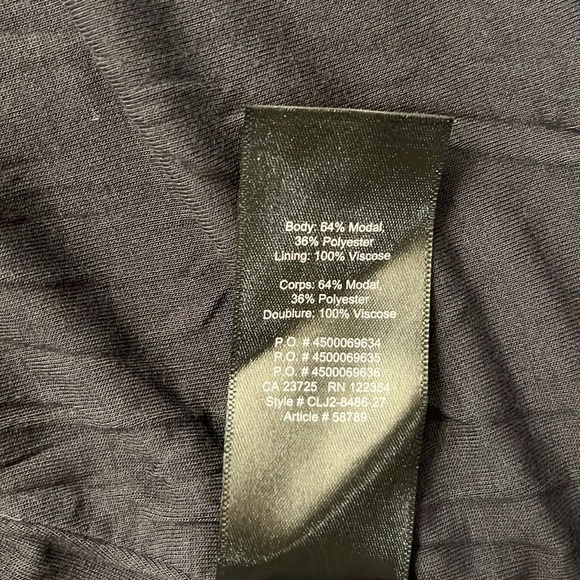 Body: 64% Modal,
36% Polyester
Lining: 100% Viscose
Corps: 64% Modal,
36% Polyester
Doublure: 100% Viscose
P.O. # 4500069634
P.O. # 4500069635
P.O. # 4500069636
CA 23725 RN 122354
Style # CLJ2-8486-27
Article # 58789